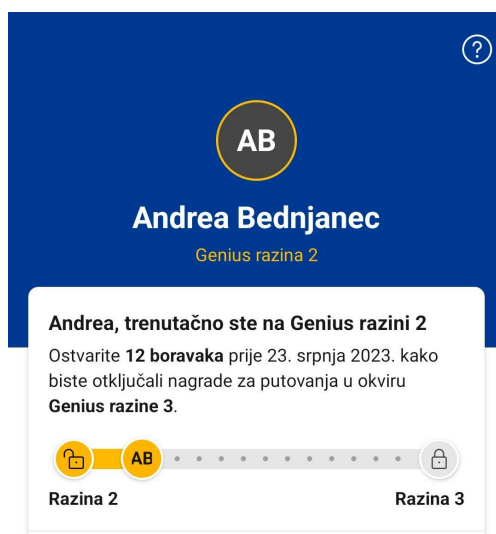 ?
AB
Andrea Bednjanec
Genius razina 2
Andrea, trenutačno ste na Genius razini 2
Ostvarite 12 boravaka prije 23. srpnja 2023. kako
biste otključali nagrade za putovanja u okviru
Genius razine 3.
AB
Razina 2
Razina 3